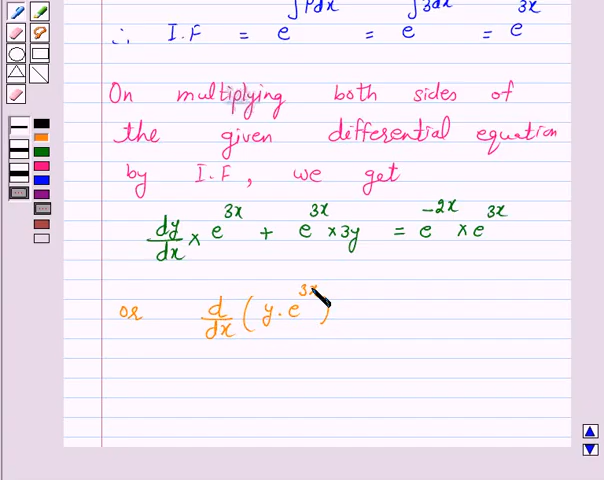 ∴ I.F = e^∫Pdx = e^∫3dx = e^3x
On multiplying both sides of
the given differential equation
by I.F, we get
dy/dx × e^3x + e^3x × 3y = e^-2x × e^3x
or d/dx (y. e^3x)